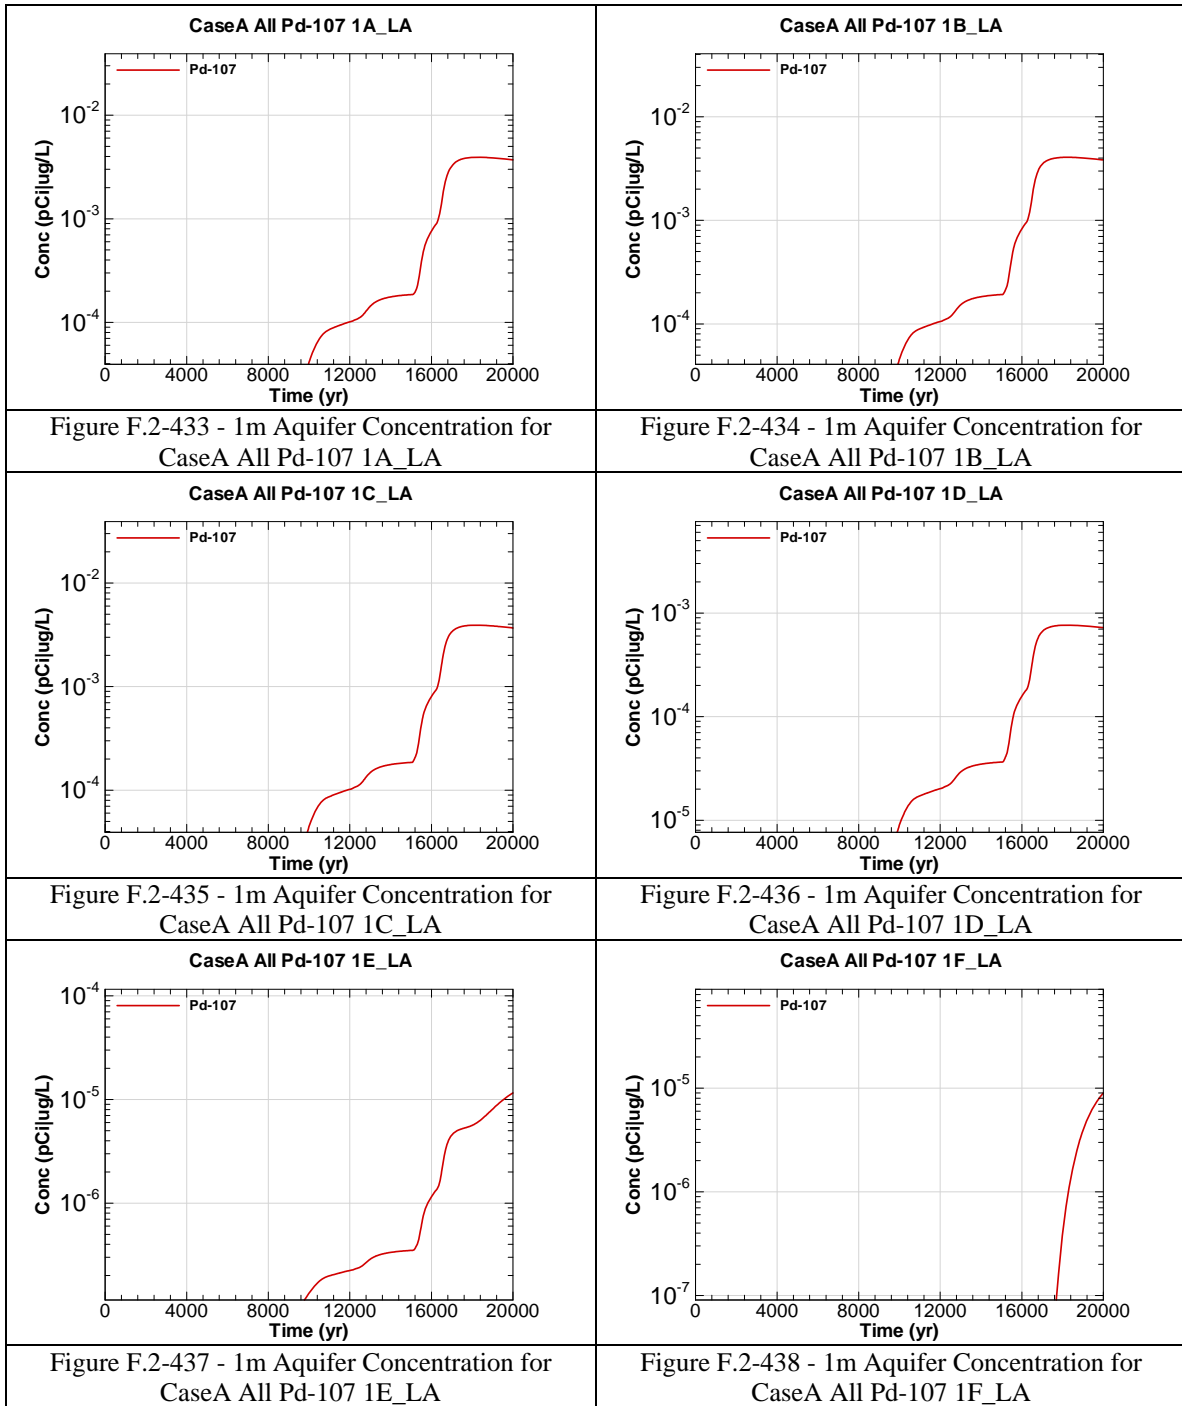 CaseA All Pd-107 1A_LA
Pd-107
10-2
10-3
10-4
Conc (pCi|ug/L)
0 4000 8000 12000 16000 20000
Time (yr)
Figure F.2-433 - 1m Aquifer Concentration for
CaseA All Pd-107 1A_LA
CaseA All Pd-107 1B_LA
Pd-107
10-2
10-3
10-4
Conc (pCi|ug/L)
0 4000 8000 12000 16000 20000
Time (yr)
Figure F.2-434 - 1m Aquifer Concentration for
CaseA All Pd-107 1B_LA
CaseA All Pd-107 1C_LA
Pd-107
10-2
10-3
10-4
Conc (pCi|ug/L)
0 4000 8000 12000 16000 20000
Time (yr)
Figure F.2-435 - 1m Aquifer Concentration for
CaseA All Pd-107 1C_LA
CaseA All Pd-107 1D_LA
Pd-107
10-3
10-4
10-5
Conc (pCi|ug/L)
0 4000 8000 12000 16000 20000
Time (yr)
Figure F.2-436 - 1m Aquifer Concentration for
CaseA All Pd-107 1D_LA
CaseA All Pd-107 1E_LA
Pd-107
10-4
10-5
10-6
Conc (pCi|ug/L)
0 4000 8000 12000 16000 20000
Time (yr)
Figure F.2-437 - 1m Aquifer Concentration for
CaseA All Pd-107 1E_LA
CaseA All Pd-107 1F_LA
Pd-107
10-5
10-6
10-7
Conc (pCi|ug/L)
0 4000 8000 12000 16000 20000
Time (yr)
Figure F.2-438 - 1m Aquifer Concentration for
CaseA All Pd-107 1F_LA